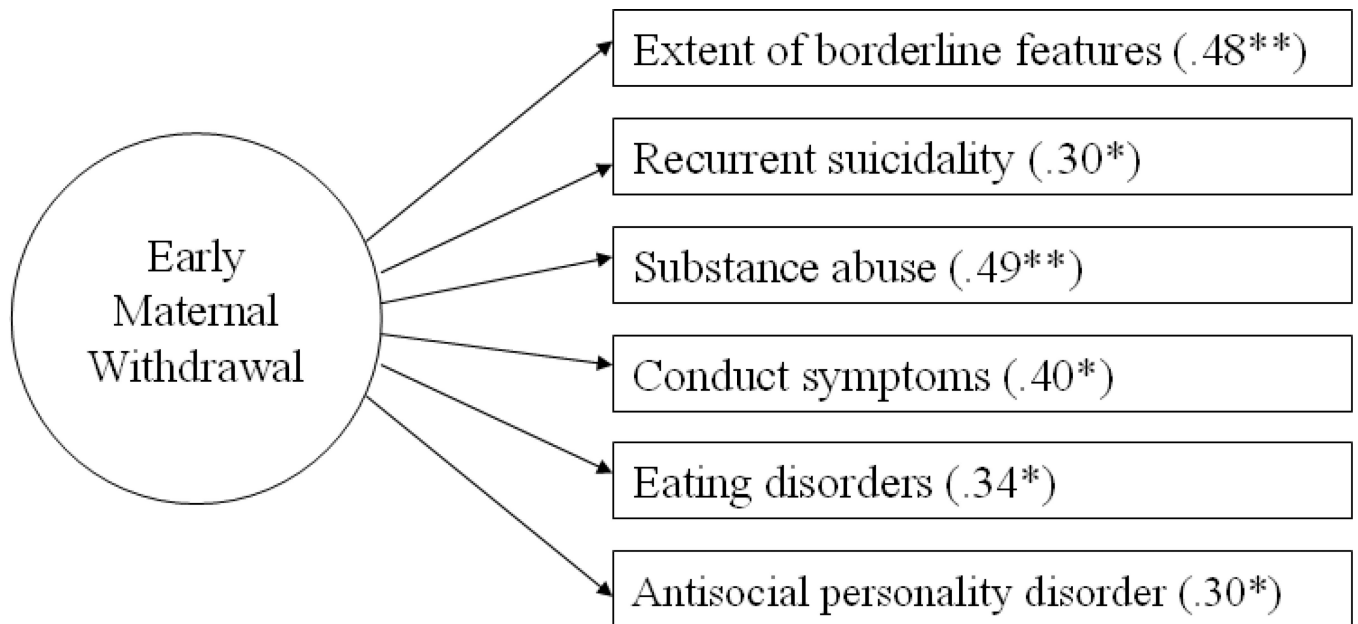 Early
Maternal
Withdrawal
Extent of borderline features (.48**)
Recurrent suicidality (.30*)
Substance abuse (.49**)
Conduct symptoms (.40*)
Eating disorders (.34*)
Antisocial personality disorder (.30*)